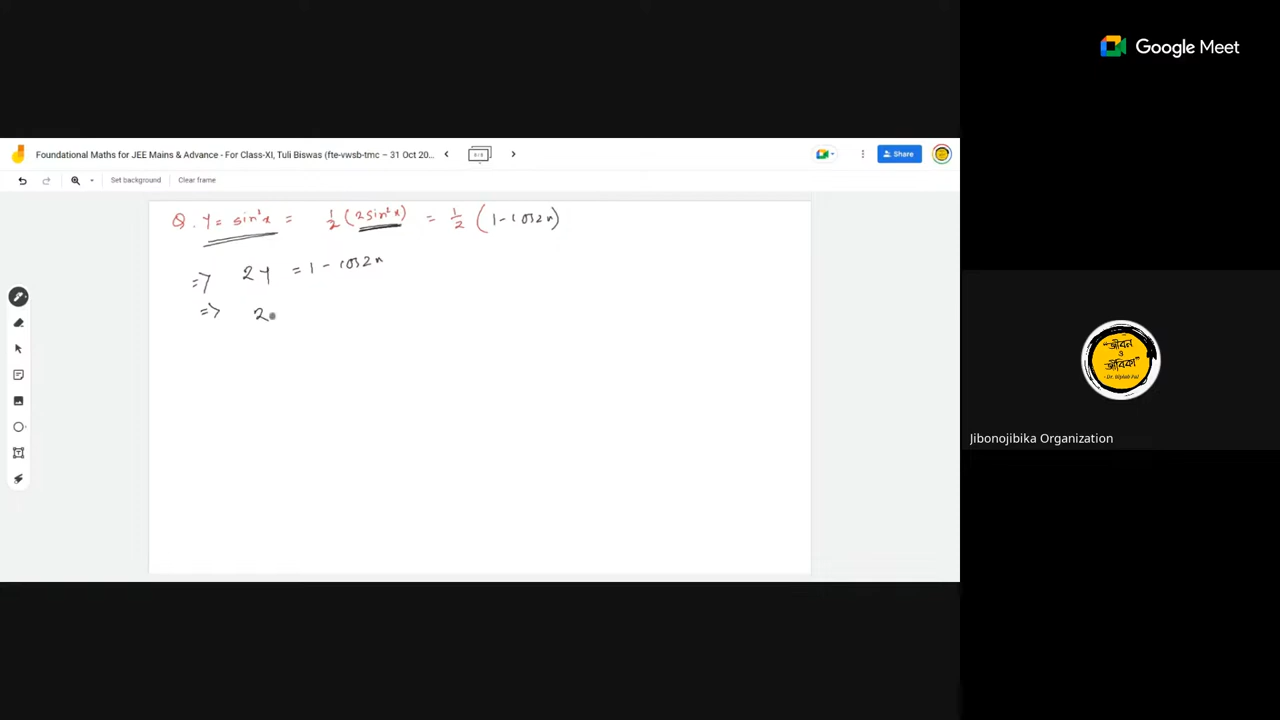 Google Meet
Foundational Maths for JEE Mains & Advance - For Class-XI, Tuli Biswas (fte-vwsb-tmc – 31 Oct 20...
Share
Set background
Clear frame
Q. Y = sin²x = 1/2 (2sin²x) = 1/2 (1 - cos2x)
=> 2Y = 1 - cos2x
=> 2
"জীবন
ও
জীবিকা"
Jibonojibika Organization